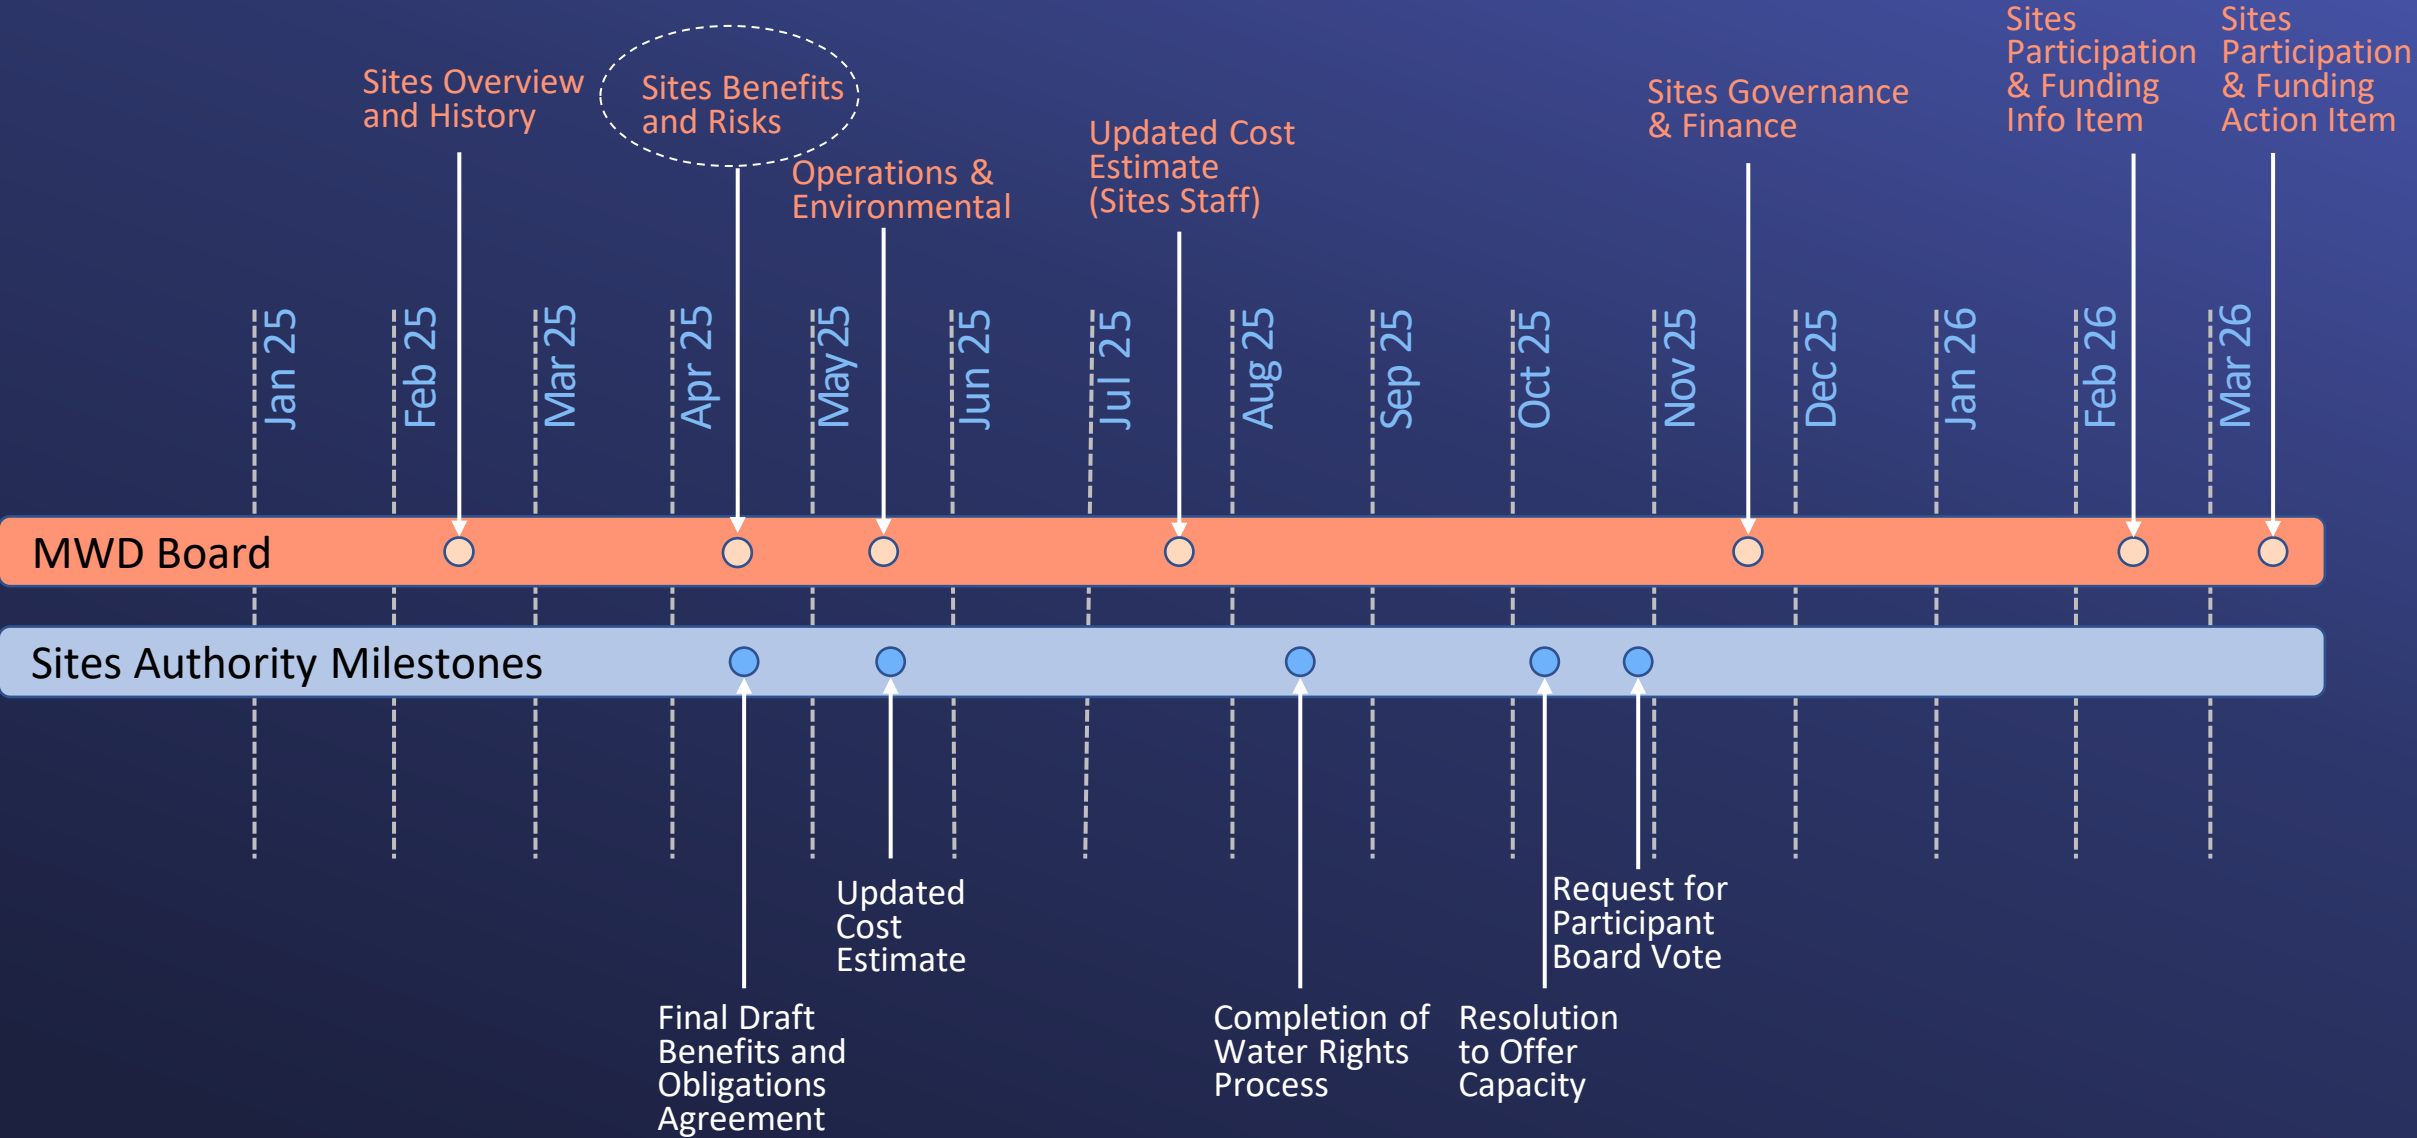 Sites Overview
and History
Sites Benefits
and Risks
Operations &
Environmental
Updated Cost
Estimate
(Sites Staff)
Sites Governance
& Finance
Sites
Participation
& Funding
Info Item
Sites
Participation
& Funding
Action Item
Jan 25
Feb 25
Mar 25
Apr 25
May 25
Jun 25
Jul 25
Aug 25
Sep 25
Oct 25
Nov 25
Dec 25
Jan 26
Feb 26
Mar 26
MWD Board
Sites Authority Milestones
Final Draft
Benefits and
Obligations
Agreement
Updated
Cost
Estimate
Completion of
Water Rights
Process
Resolution
to Offer
Capacity
Request for
Participant
Board Vote